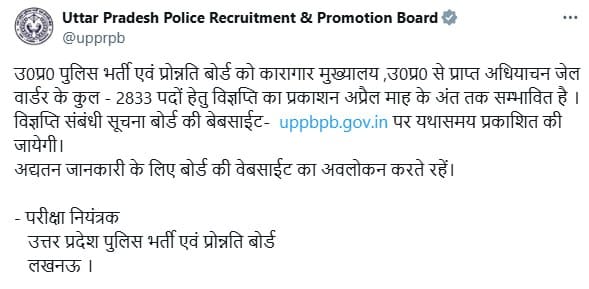 Uttar Pradesh Police Recruitment & Promotion Board
@upprpb
उ0प्र0 पुलिस भर्ती एवं प्रोन्नति बोर्ड को कारागार मुख्यालय ,उ0प्र0 से प्राप्त अधियाचन जेल
वार्डर के कुल - 2833 पदों हेतु विज्ञप्ति का प्रकाशन अप्रैल माह के अंत तक सम्भावित है ।
विज्ञप्ति संबंधी सूचना बोर्ड की बेबसाईट- uppbpb.gov.in पर यथासमय प्रकाशित की
जायेगी।
अद्यतन जानकारी के लिए बोर्ड की वेबसाईट का अवलोकन करते रहें।
- परीक्षा नियंत्रक
उत्तर प्रदेश पुलिस भर्ती एवं प्रोन्नति बोर्ड
लखनऊ ।